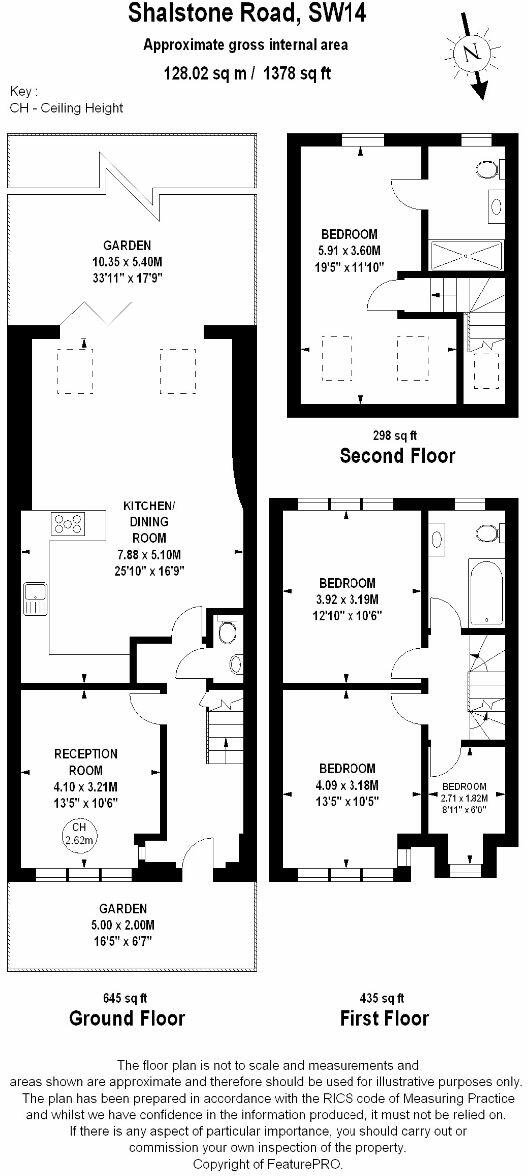 Shalstone Road, SW14
Approximate gross internal area
128.02 sq m / 1378 sq ft
Key :
CH - Ceiling Height
N
GARDEN
10.35 x 5.40M
33'11" x 17'9"
KITCHEN/
DINING
ROOM
7.88 x 5.10M
25'10" x 16'9"
RECEPTION
ROOM
4.10 x 3.21M
13'5" x 10'6"
CH
2.62m
GARDEN
5.00 x 2.00M
16'5" x 6'7"
645 sq ft
Ground Floor
BEDROOM
5.91 x 3.60M
19'5" x 11'10"
298 sq ft
Second Floor
BEDROOM
3.92 x 3.19M
12'10" x 10'6"
BEDROOM
4.09 x 3.18M
13'5" x 10'5"
BEDROOM
2.71 x 1.82M
8'11" x 6'0"
435 sq ft
First Floor
The floor plan is not to scale and measurements and
areas shown are approximate and therefore should be used for illustrative purposes only.
The plan has been prepared in accordance with the RICS code of Measuring Practice
and whilst we have confidence in the information produced, it must not be relied on.
If there is any aspect of particular importance, you should carry out or
commission your own inspection of the property.
Copyright of FeaturePRO.